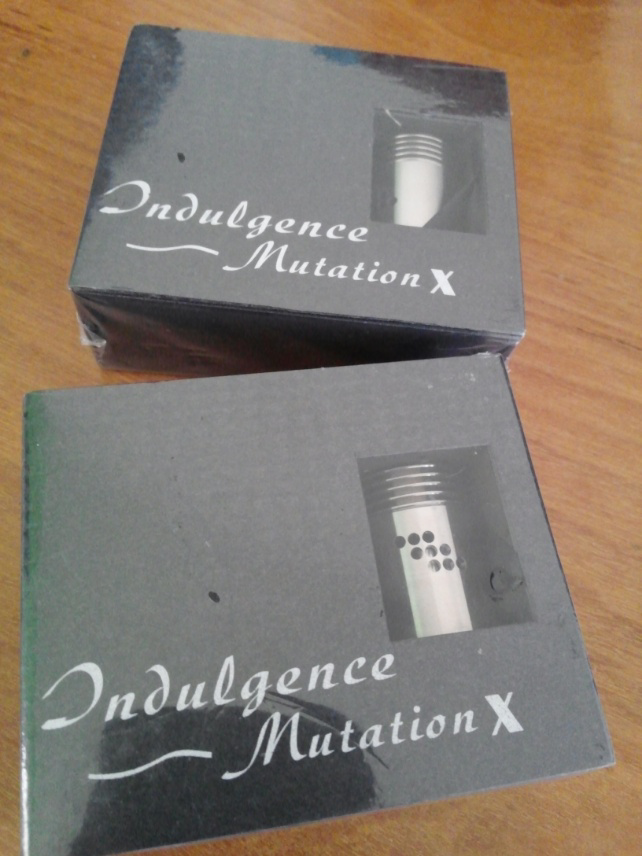 Indulgence
Mutation X
Indulgence
Mutation X